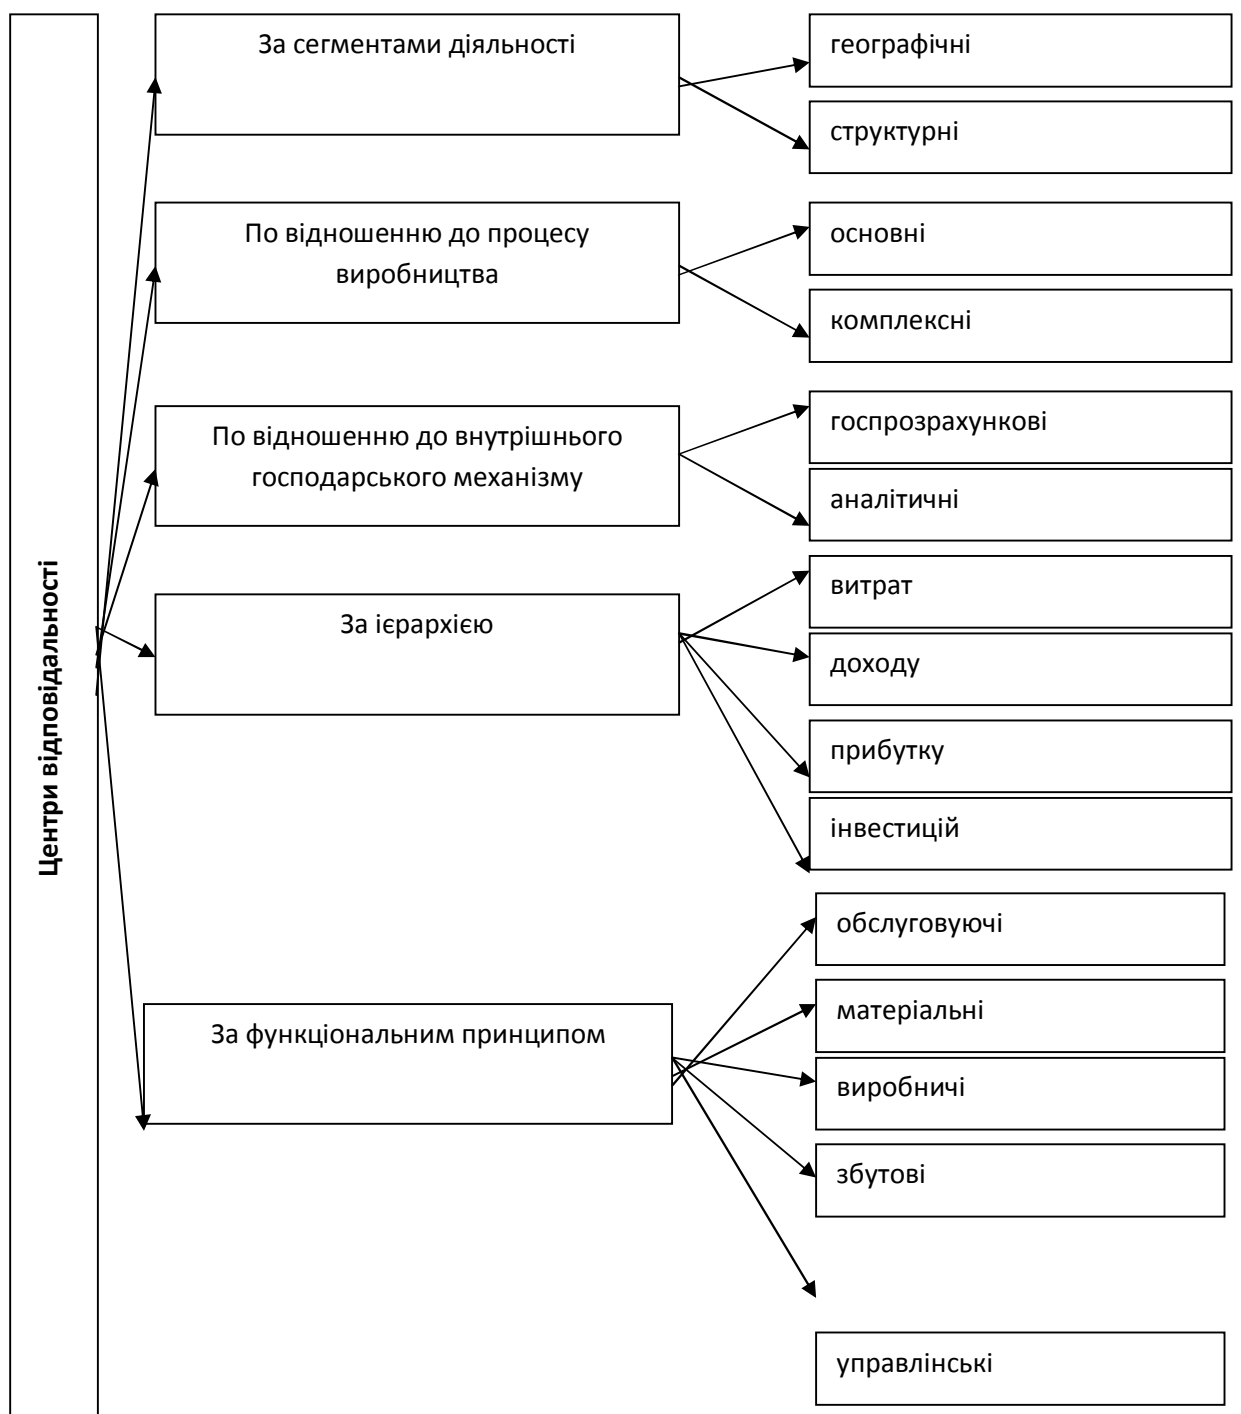 Центри відповідальності
За сегментами діяльності
географічні
структурні
По відношенню до процесу
виробництва
основні
комплексні
По відношенню до внутрішнього
господарського механізму
госпрозрахункові
аналітичні
За ієрархією
витрат
доходу
прибутку
інвестицій
За функціональним принципом
обслуговуючі
матеріальні
виробничі
збутові
управлінські